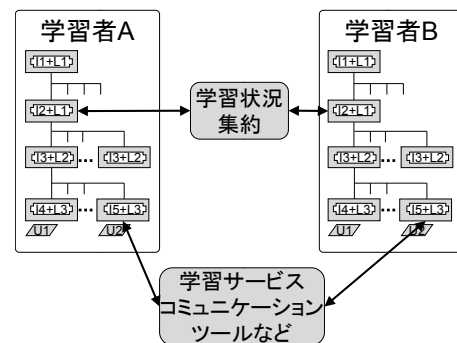 学習者A
I1+L1
I2+L1
I3+L2 ... I3+L2
I4+L3 ... I5+L3
U1 U2
学習状況
集約
学習者B
I1+L1
I2+L1
I3+L2 ... I3+L2
I4+L3 ... I5+L3
U1 U2
学習サービス
コミュニケーション
ツールなど